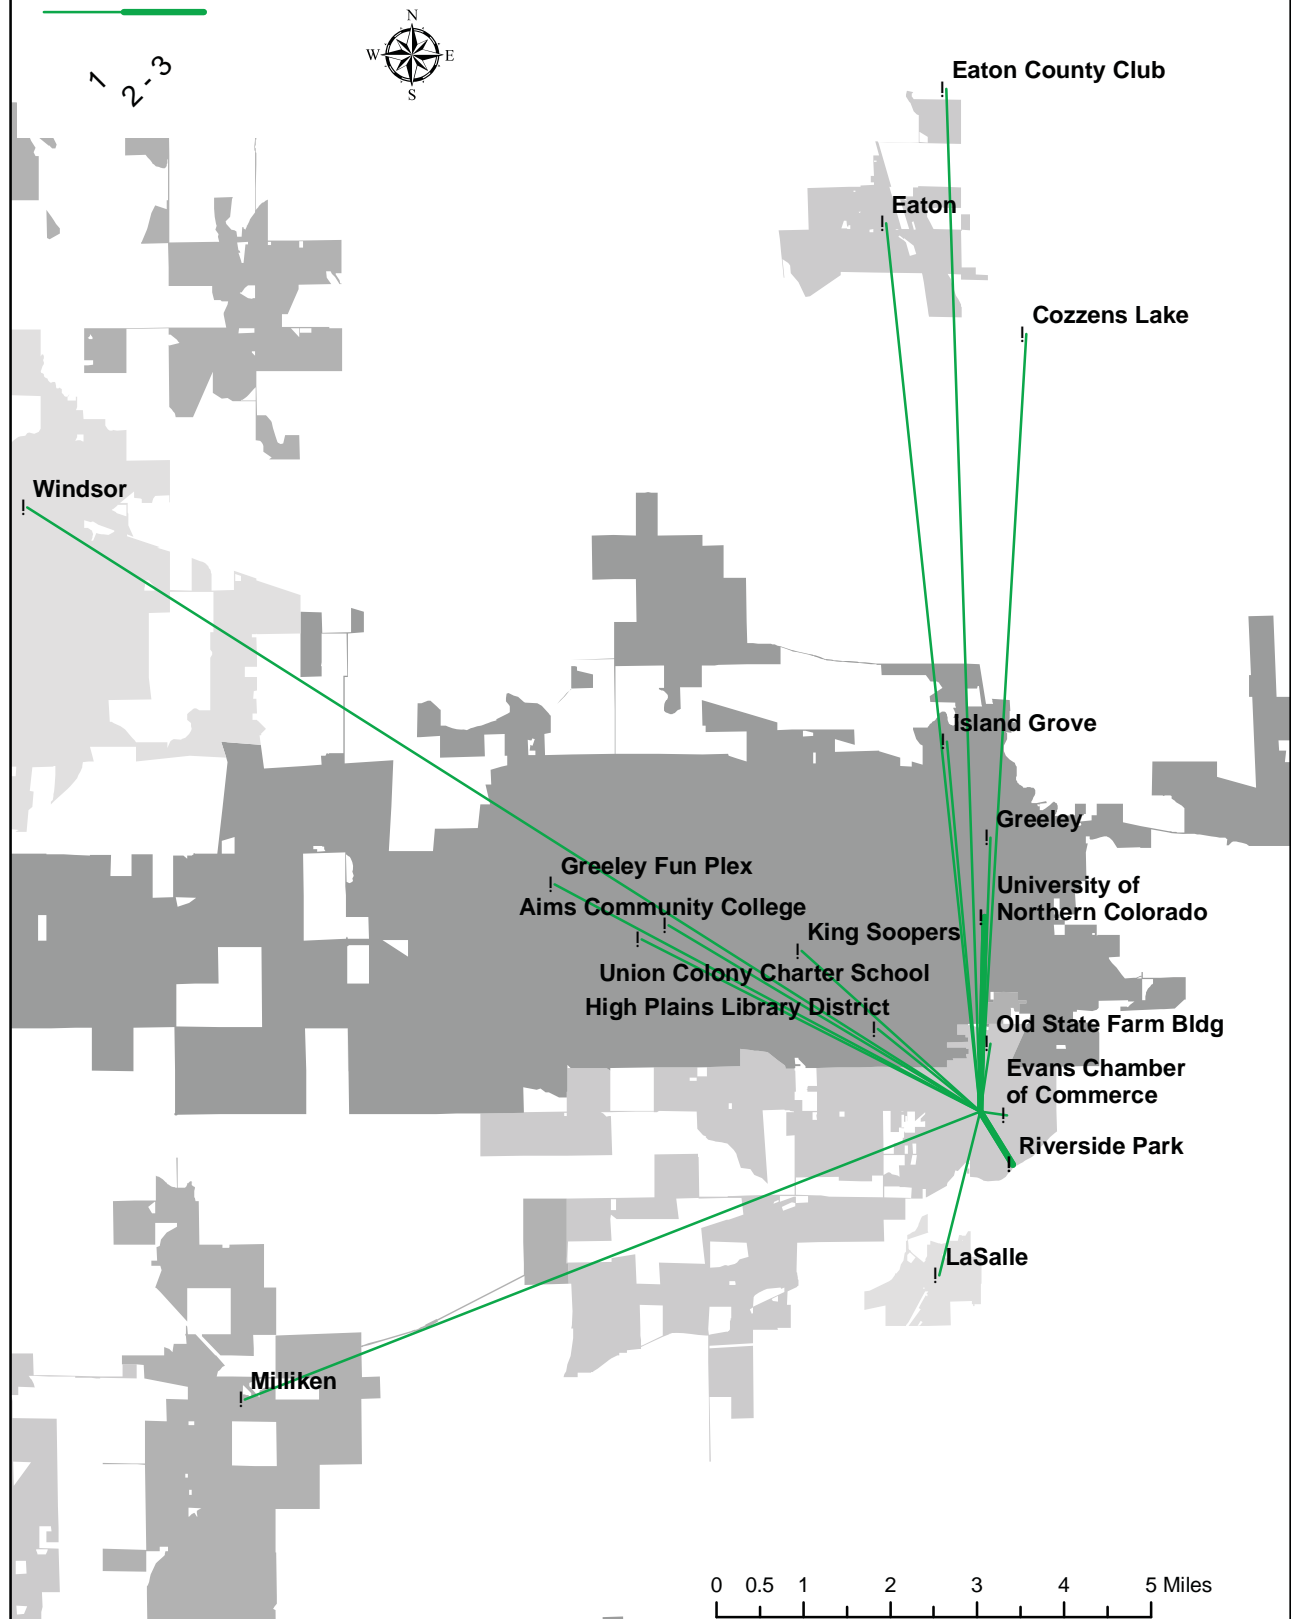 1
2 - 3
N
W E
S
Eaton County Club
Eaton
Cozzens Lake
Windsor
Island Grove
Greeley
Greeley Fun Plex
University of
Northern Colorado
Aims Community College
King Soopers
Union Colony Charter School
High Plains Library District
Old State Farm Bldg
Evans Chamber
of Commerce
Riverside Park
LaSalle
Milliken
0 0.5 1 2 3 4 5 Miles